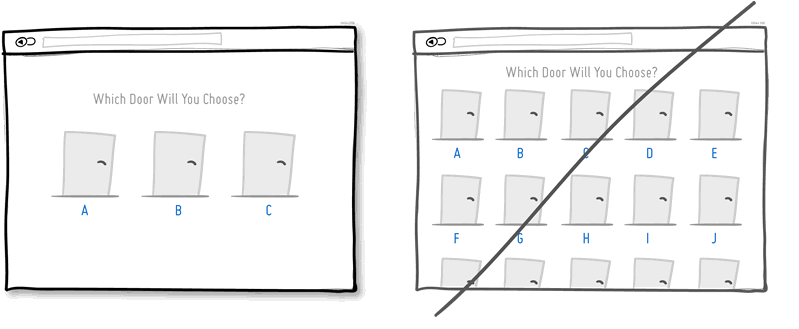 Which Door Will You Choose?
A B C
Which Door Will You Choose?
A B C D E
F G H I J